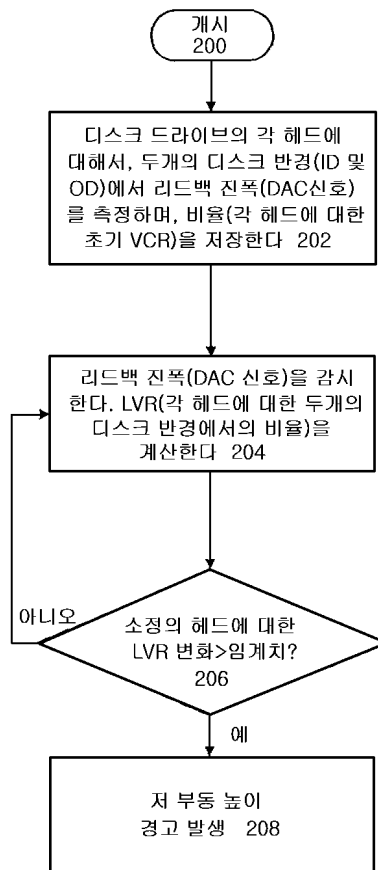 개시
200
디스크 드라이브의 각 헤드에
대해서, 두개의 디스크 반경(ID 및
OD)에서 리드백 진폭(DAC신호)
를 측정하며, 비율(각 헤드에 대한
초기 VCR)을 저장한다 202
리드백 진폭(DAC 신호)을 감시
한다. LVR(각 헤드에 대한 두개의
디스크 반경에서의 비율)을
계산한다 204
아니오
소정의 헤드에 대한
LVR 변화>임계치?
206
예
저 부동 높이
경고 발생 208